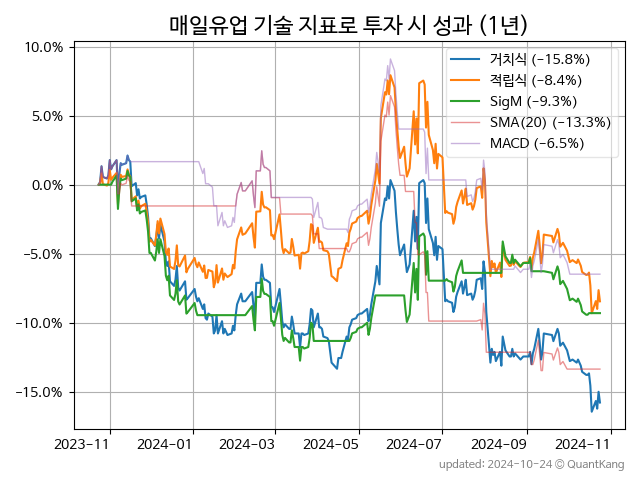 매일유업 기술 지표로 투자 시 성과 (1년)
10.0%
5.0%
0.0%
−5.0%
−10.0%
−15.0%
거치식 (−15.8%)
적립식 (−8.4%)
SigM (−9.3%)
SMA(20) (−13.3%)
MACD (−6.5%)
2023-11
2024-01
2024-03
2024-05
2024-07
2024-09
2024-11
updated: 2024-10-24 © QuantKang